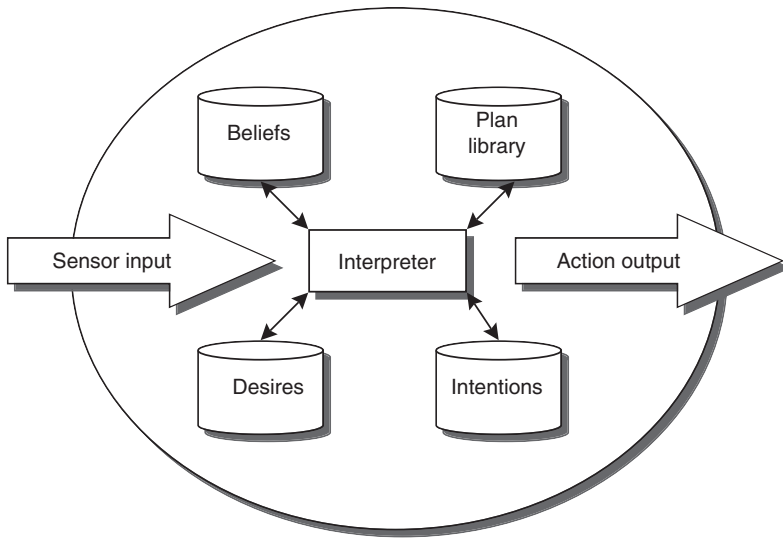 Beliefs
Plan
library
Sensor input
Interpreter
Action output
Desires
Intentions